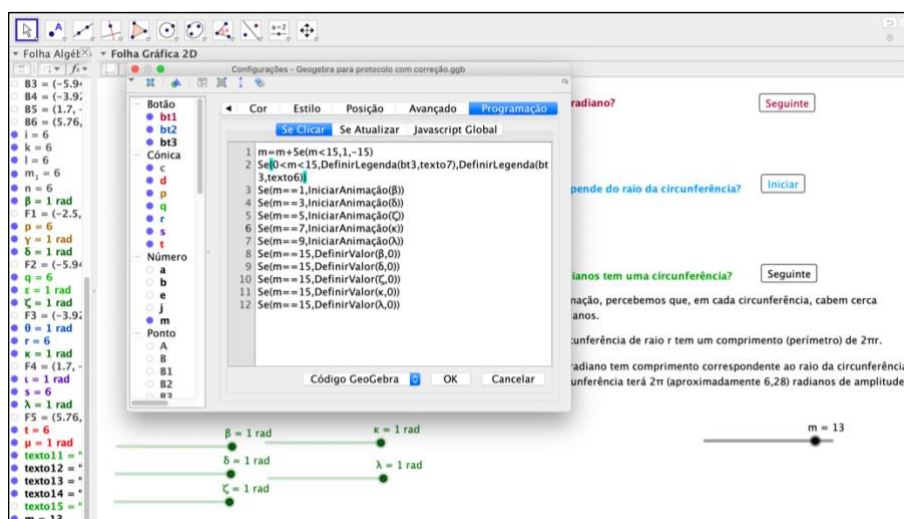 Folha Algét
Folha Gráfica 2D
B3 = (-5.9
B4 = (-3.92
B5 = (1.7, -
B6 = (5.76,
i = 6
k = 6
l = 6
m₁ = 6
n = 6
β = 1 rad
F1 = (-2.5,
p = 6
γ = 1 rad
δ = 1 rad
F2 = (-5.9
q = 6
ε = 1 rad
ζ = 1 rad
F3 = (-3.92
θ = 1 rad
r = 6
κ = 1 rad
F4 = (1.7, -
ι = 1 rad
s = 6
λ = 1 rad
F5 = (5.76,
t = 6
μ = 1 rad
texto11 = "
texto12 = "
texto13 = "
texto14 = "
texto15 = "
m = 13
Configurações - Geogebra para protocolo com correção.ggb
Botão
bt1
bt2
bt3
Cónica
c
d
p
q
r
s
t
Número
a
b
e
j
m
Ponto
A
B
B1
B2
B3
Cor Estilo Posição Avançado Programação
Se Clicar Se Atualizar Javascript Global
1 m=m+Se(m<15,1,-15)
2 Se(0<m<15,DefinirLegenda(bt3,texto7),DefinirLegenda(bt
3,texto6))
3 Se(m==1,IniciarAnimação(β))
4 Se(m==3,IniciarAnimação(δ))
5 Se(m==5,IniciarAnimação(ζ))
6 Se(m==7,IniciarAnimação(κ))
7 Se(m==9,IniciarAnimação(λ))
8 Se(m==15,DefinirValor(β,0))
9 Se(m==15,DefinirValor(δ,0))
10 Se(m==15,DefinirValor(ζ,0))
11 Se(m==15,DefinirValor(κ,0))
12 Se(m==15,DefinirValor(λ,0))
Código GeoGebra OK Cancelar
radiano?
Seguinte
pende do raio da circunferência?
Iniciar
ianos tem uma circunferência?
Seguinte
mação, percebemos que, em cada circunferência, cabem cerca
anos.
unferência de raio r tem um comprimento (perímetro) de 2πr.
radiano tem comprimento correspondente ao raio da circunferência
unferência terá 2π (aproximadamente 6,28) radianos de amplitude
β = 1 rad
κ = 1 rad
δ = 1 rad
λ = 1 rad
ζ = 1 rad
m = 13